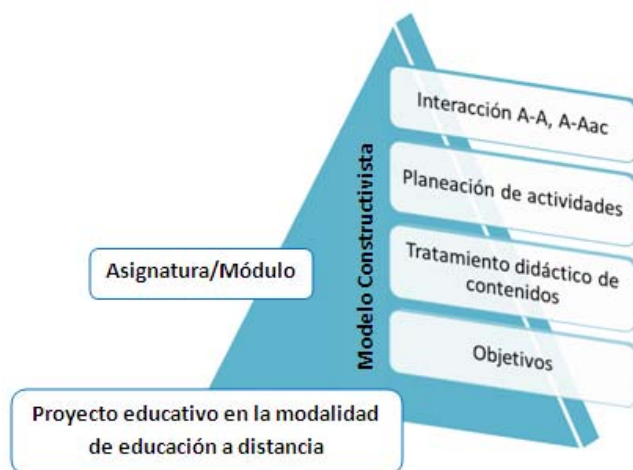 Interacción A-A, A-Aac
Planeación de actividades
Tratamiento didáctico de
contenidos
Objetivos
Modelo Constructivista
Asignatura/Módulo
Proyecto educativo en la modalidad
de educación a distancia